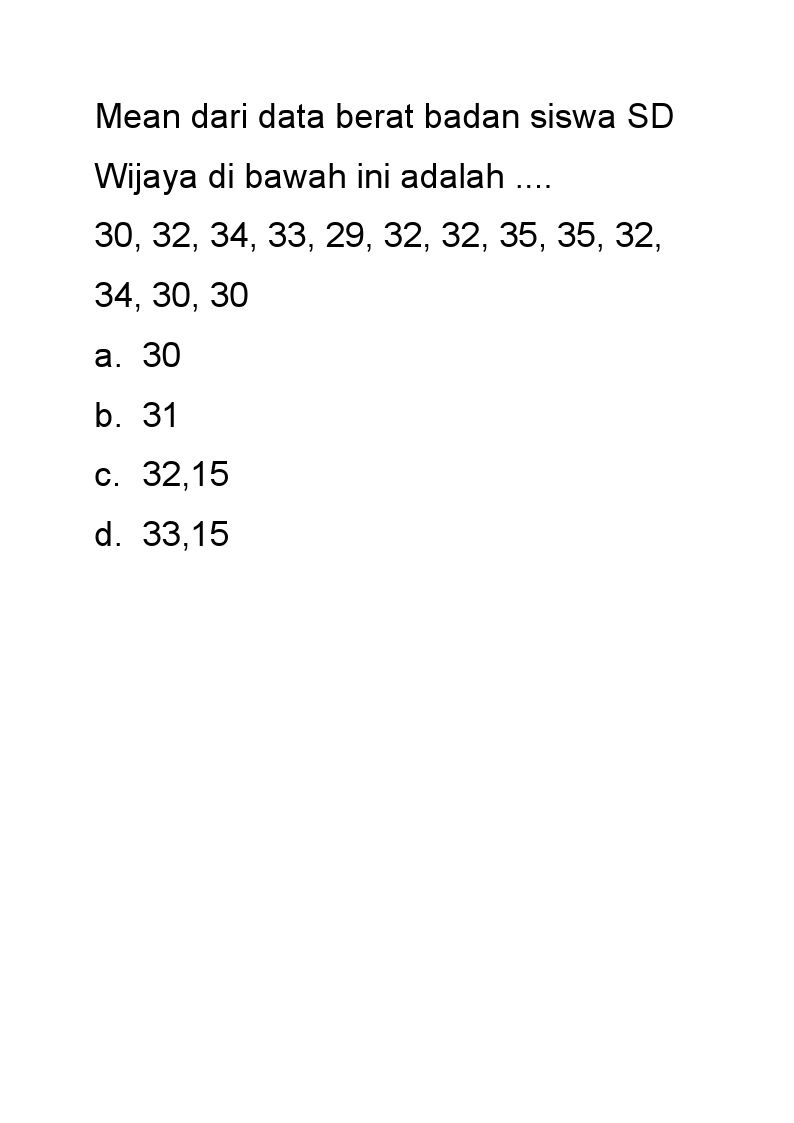 Mean dari data berat badan siswa SD
Wijaya di bawah ini adalah ....
30, 32, 34, 33, 29, 32, 32, 35, 35, 32,
34, 30, 30
a. 30
b. 31
c. 32,15
d. 33,15